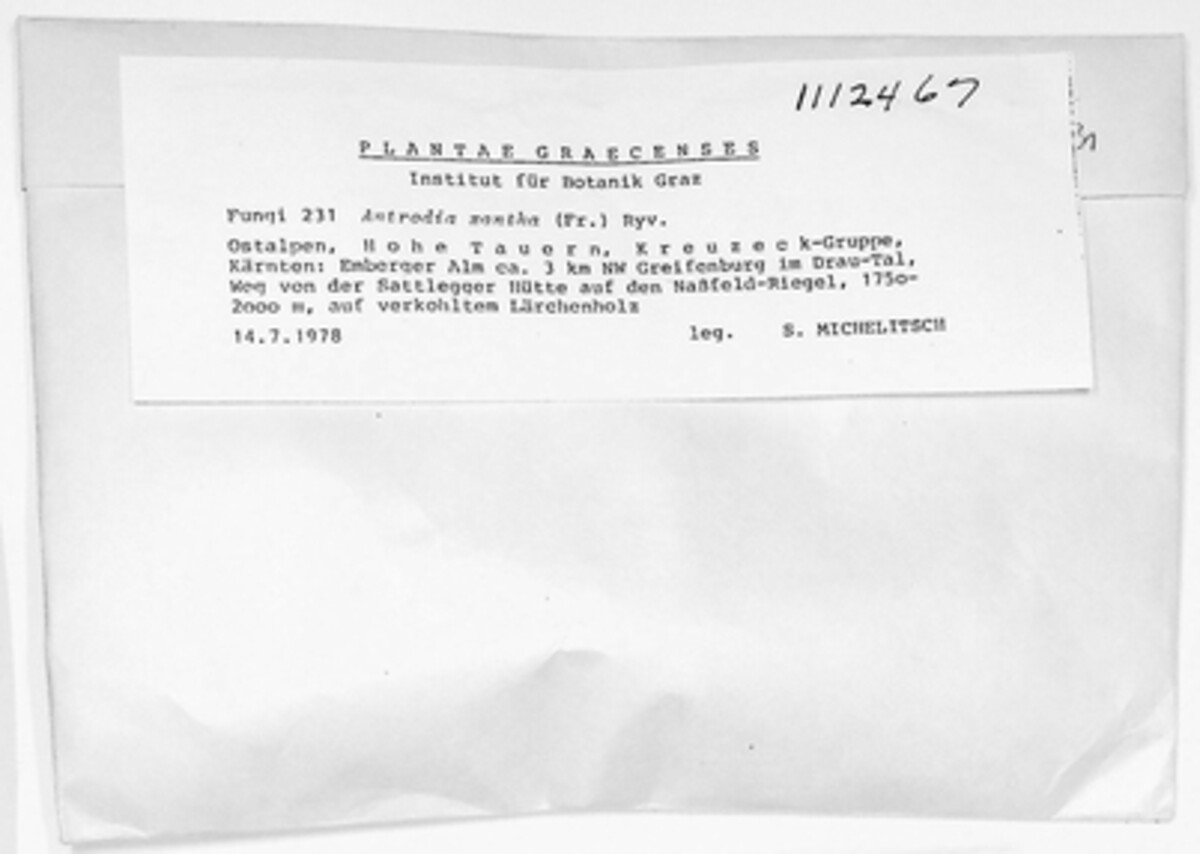 1112467
PLANTAE GRAECENSES
Institut für Botanik Graz
Fungi 231 Antrodia xantha (Fr.) Ryv.
Ostalpen, Hohe Tauern, Kreuzeck-Gruppe,
Kärnten: Emberger Alm ca. 3 km NW Greifenburg im Drau-Tal,
Weg von der Sattlegger Hütte auf den Naßfeld-Riegel, 1750-
2000 m, auf verkohltem Lärchenholz
14.7.1978 leg. S. MICHELITSCH